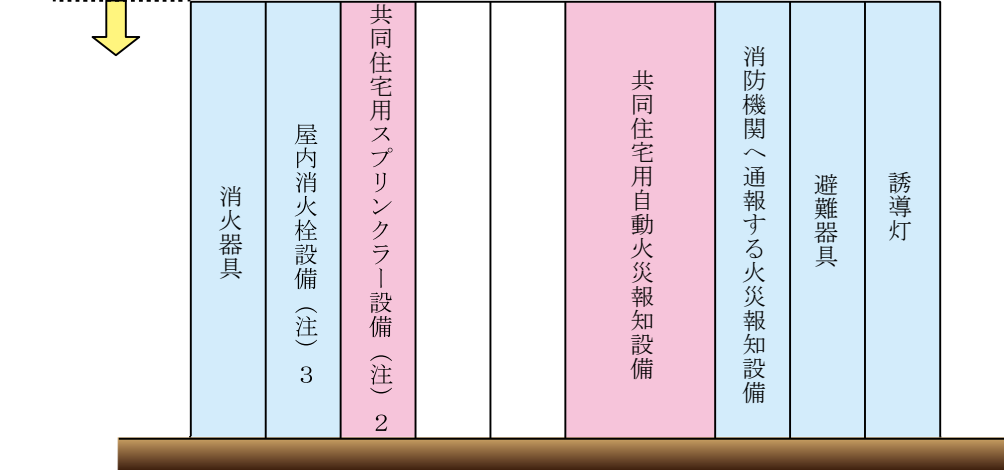 消火器具
屋内消火栓設備（注）３
共同住宅用スプリンクラー設備（注）２
共同住宅用自動火災報知設備
消防機関へ通報する火災報知設備
避難器具
誘導灯